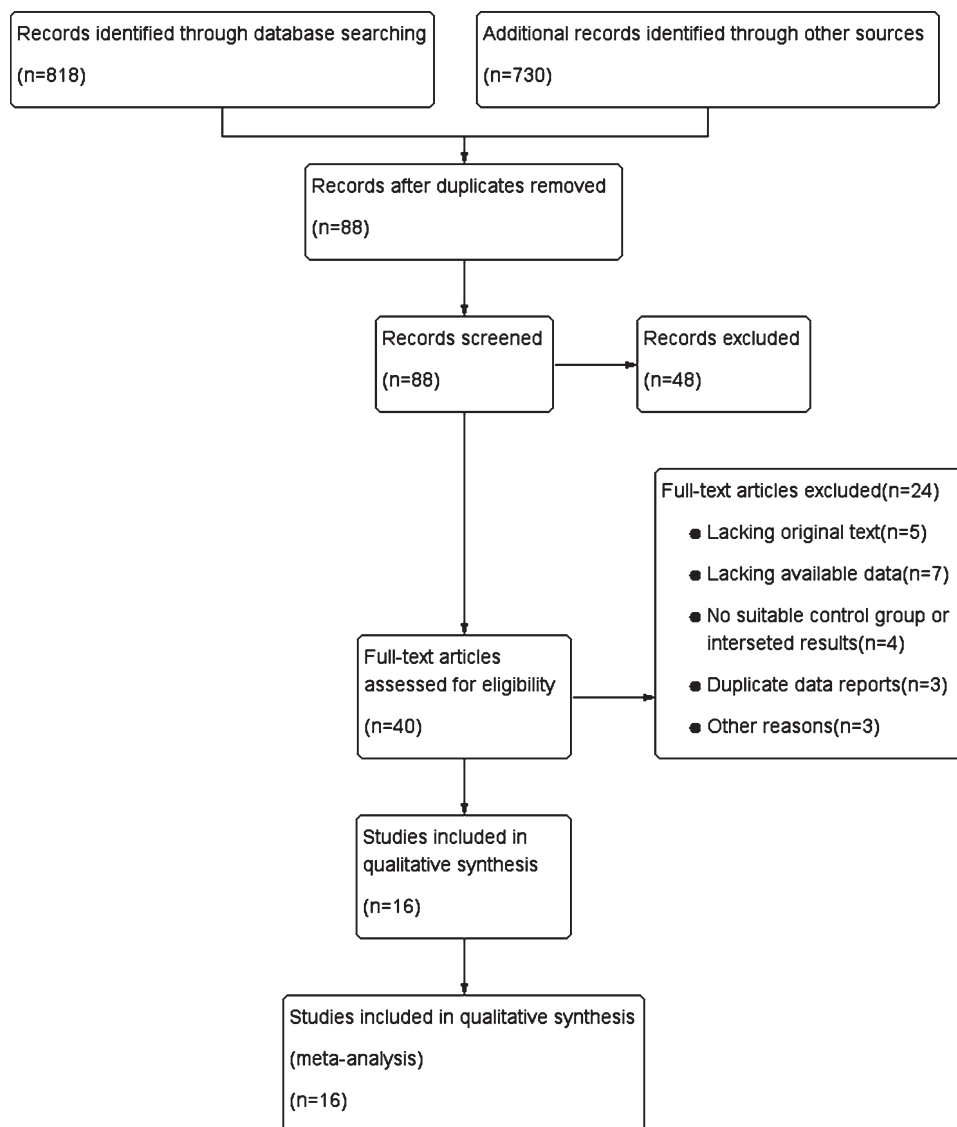 Records identified through database searching
(n=818)
Additional records identified through other sources
(n=730)
Records after duplicates removed
(n=88)
Records screened
(n=88)
Records excluded
(n=48)
Full-text articles excluded(n=24)
Lacking original text(n=5)
Lacking available data(n=7)
No suitable control group or
interseted results(n=4)
Duplicate data reports(n=3)
Other reasons(n=3)
Full-text articles
assessed for eligibility
(n=40)
Studies included in
qualitative synthesis
(n=16)
Studies included in qualitative synthesis
(meta-analysis)
(n=16)